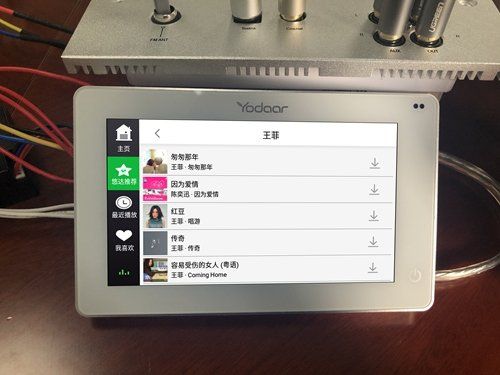 FM ANT
AUX
OUT
Yodaar
王菲
主页
悠达推荐
最近播放
我喜欢
匆匆那年
王菲 · 匆匆那年
因为爱情
陈奕迅 · 因为爱情
红豆
王菲 · 唱游
传奇
王菲 · 传奇
容易受伤的女人 (粤语)
王菲 · Coming Home